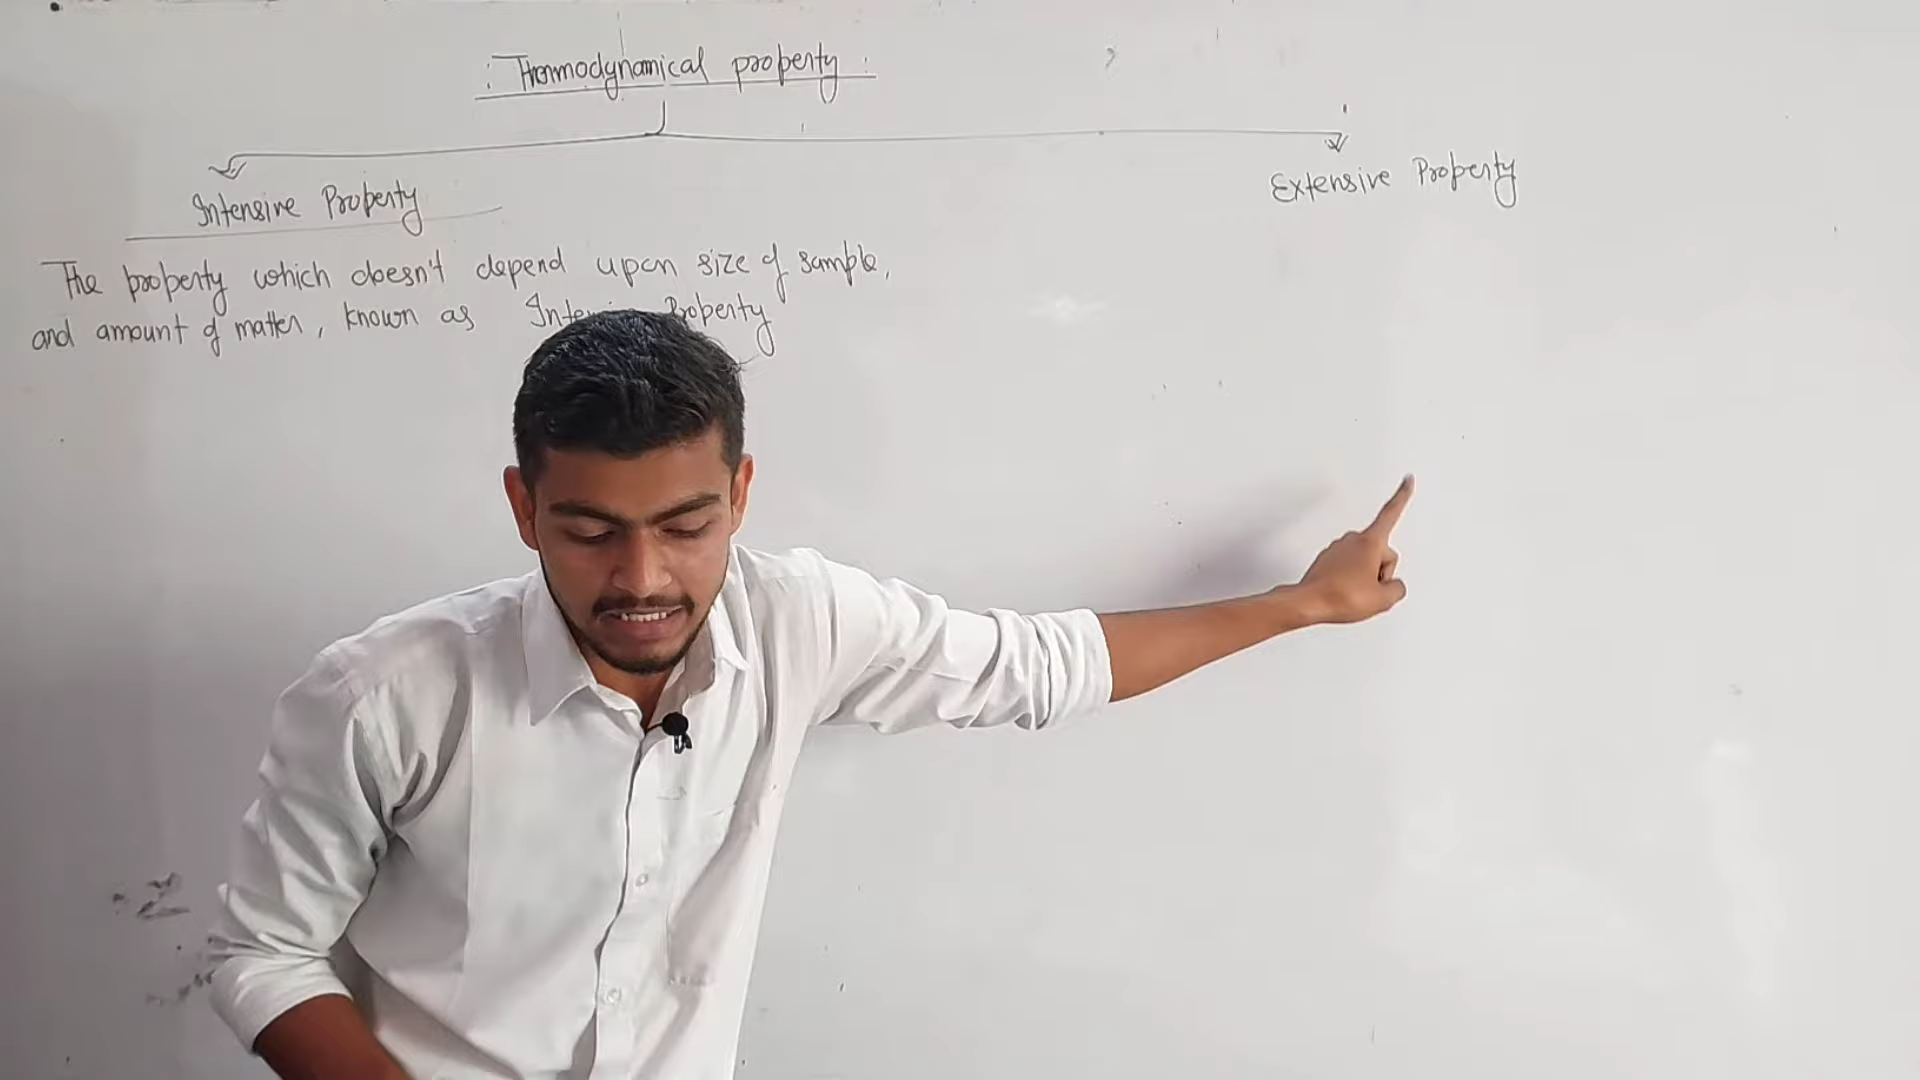 : Thermodynamical property :
Intensive Property
Extensive Property
The property which doesn't depend upon size of sample,
and amount of matter, known as Property